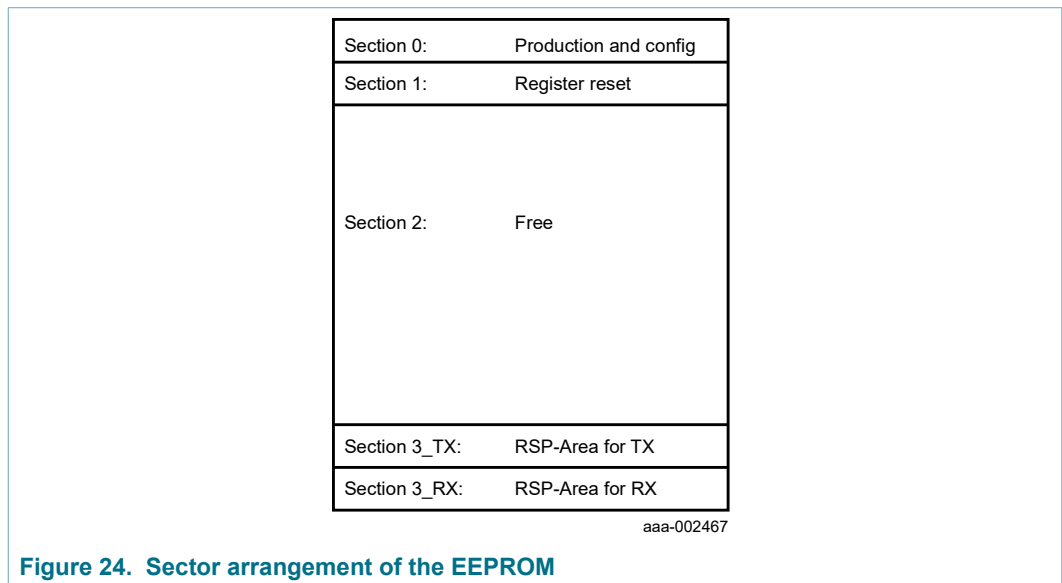 Section 0: Production and config
Section 1: Register reset
Section 2: Free
Section 3_TX: RSP-Area for TX
Section 3_RX: RSP-Area for RX
aaa-002467
Figure 24. Sector arrangement of the EEPROM